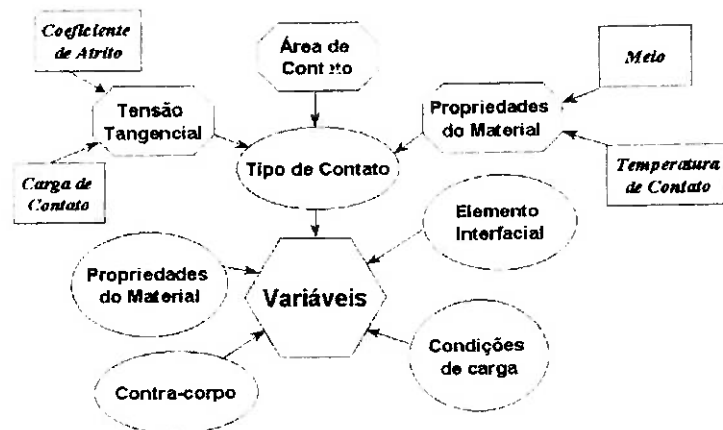 Coeficiente
de Atrito
Área de
Contato
Meio
Tensão
Tangencial
Propriedades
do Material
Tipo de Contato
Carga de
Contato
Temperatura
de Contato
Elemento
Interfacial
Propriedades
do Material
Variáveis
Condições
de carga
Contra-corpo